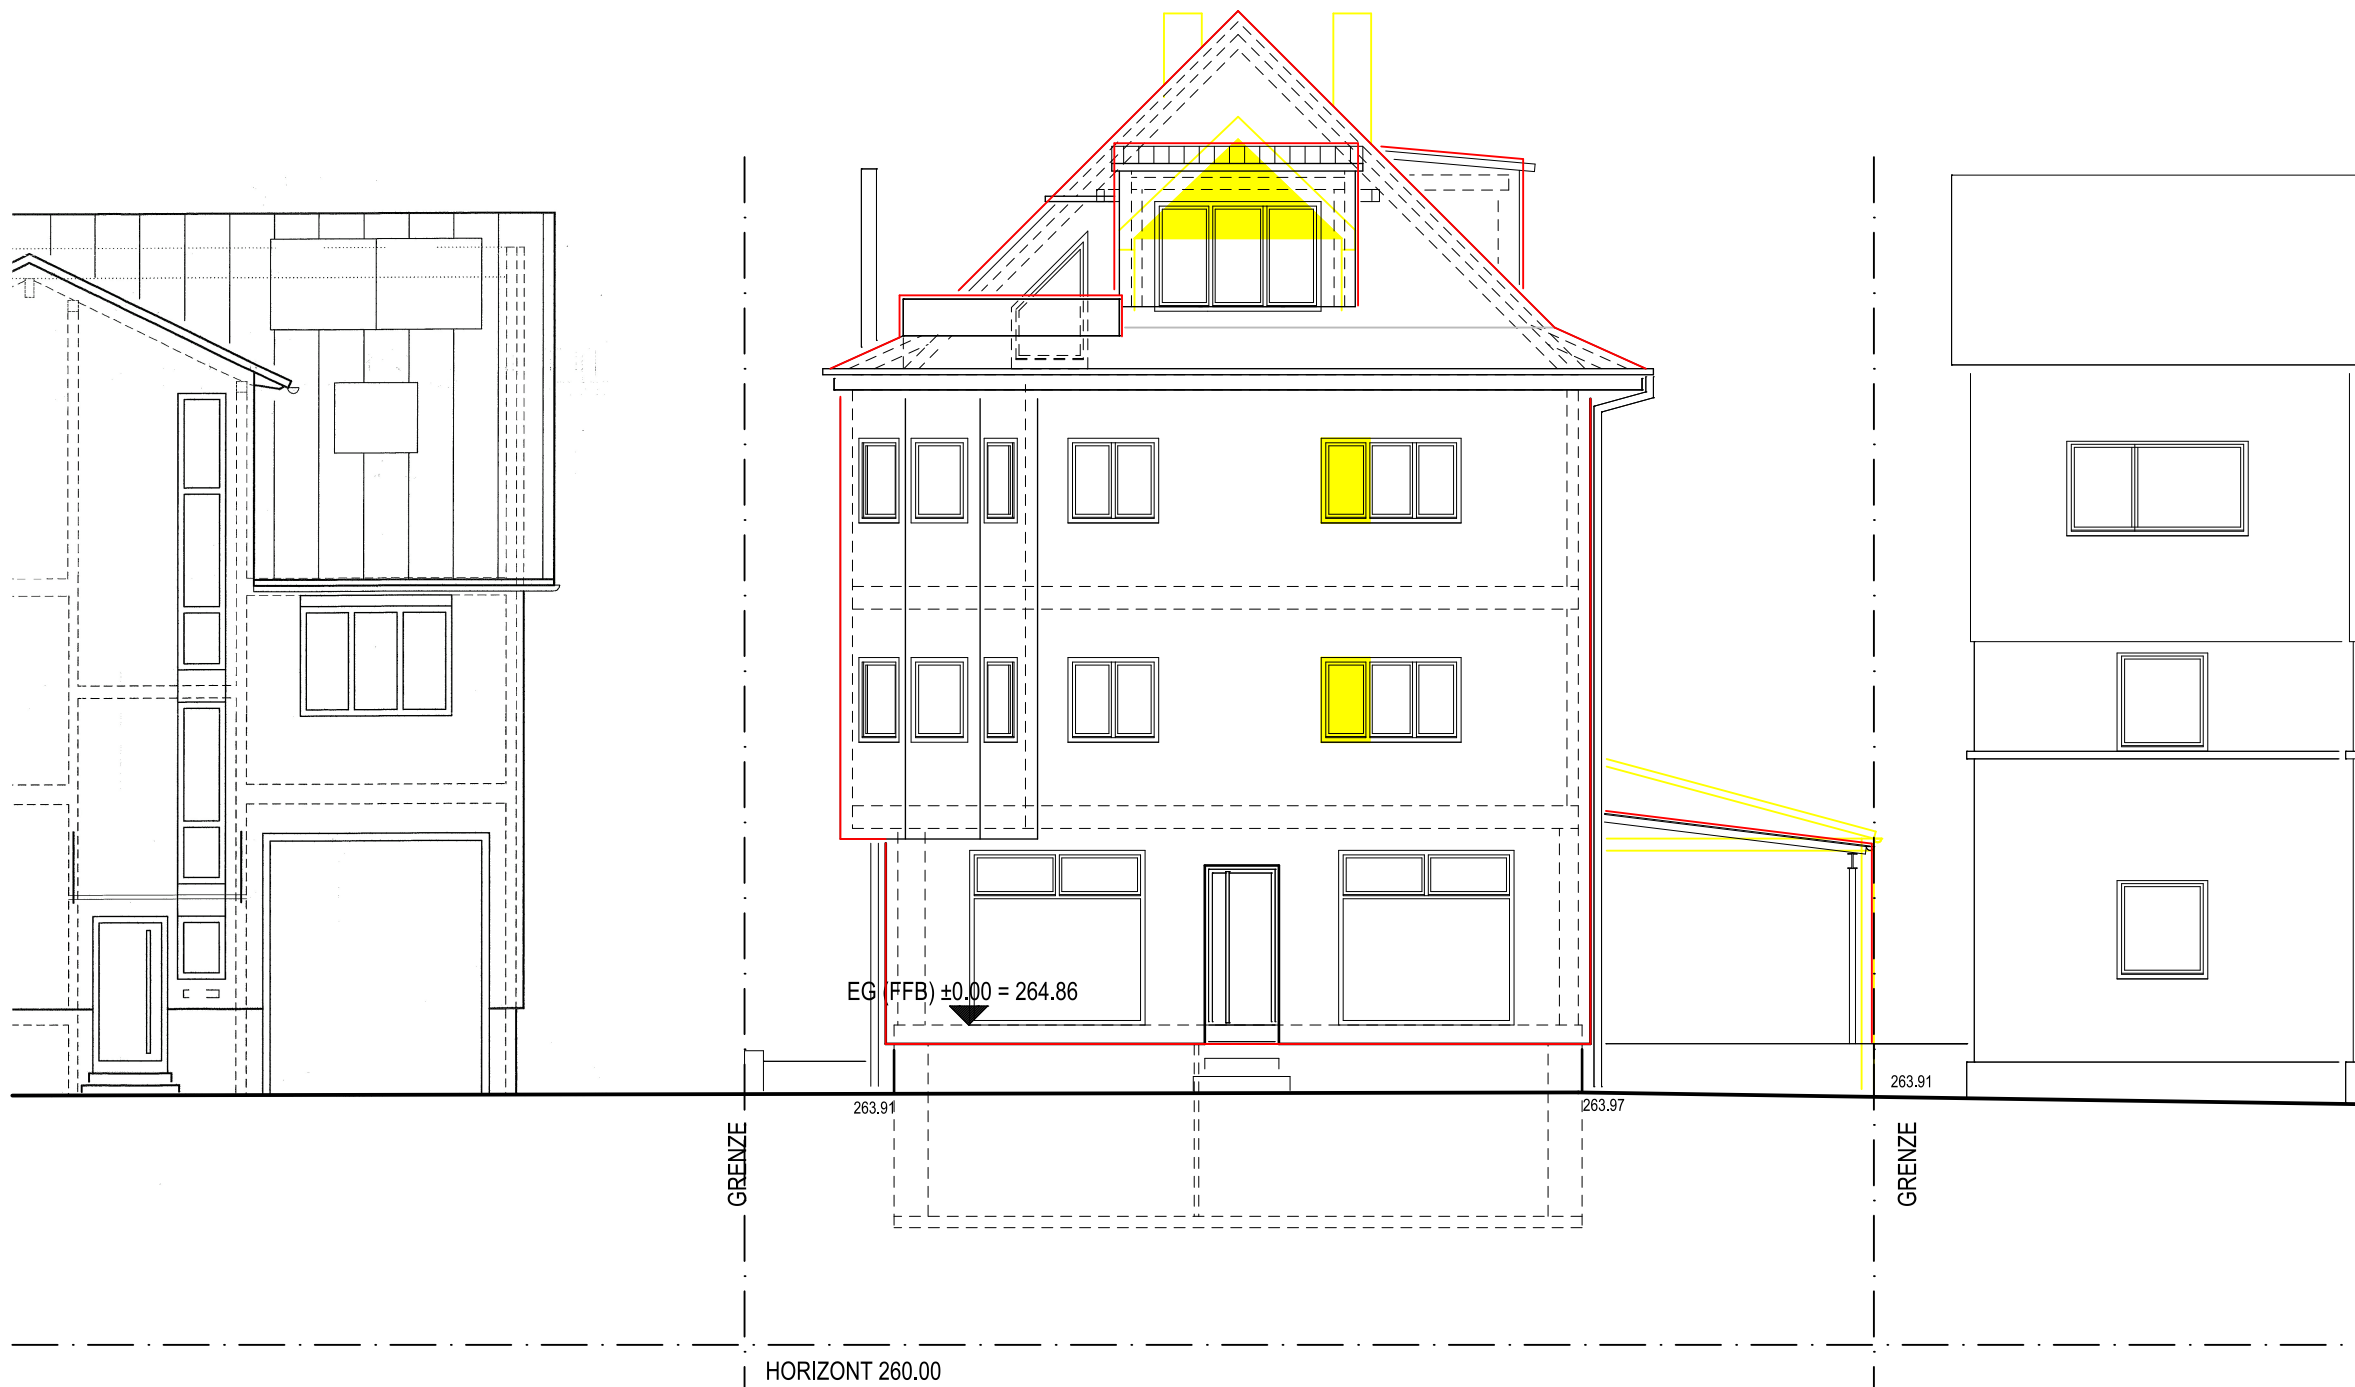 EG (FFB) ±0.00 = 264.86
263.91
263.97
263.91
GRENZE
GRENZE
HORIZONT 260.00